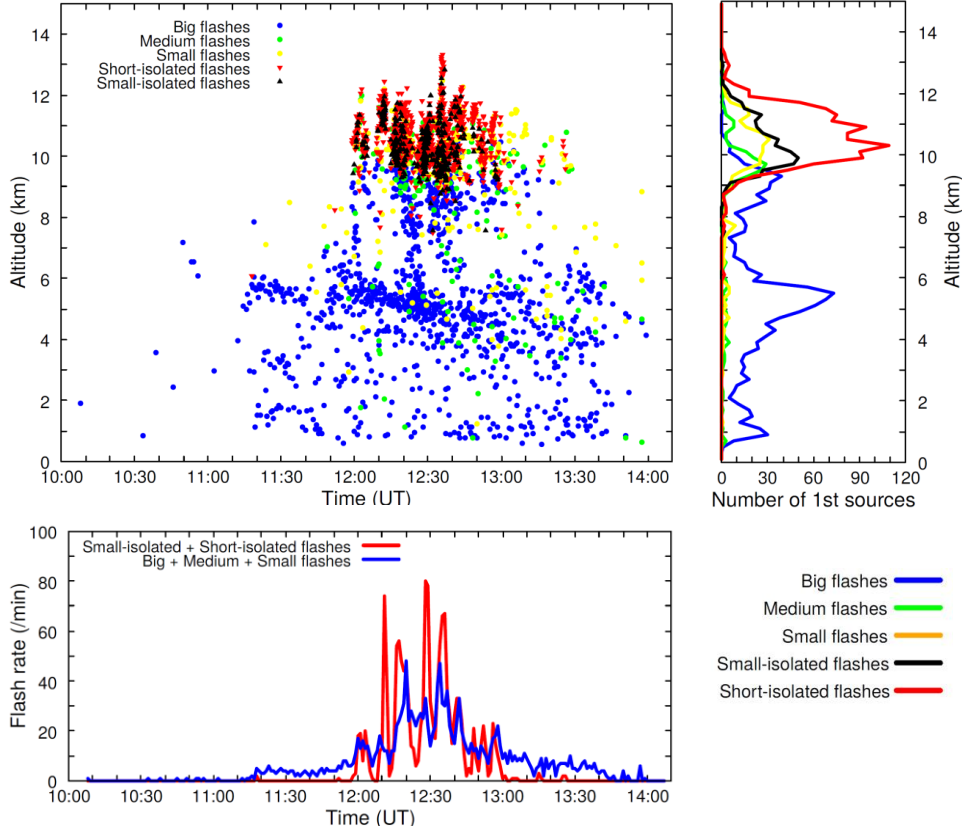 Big flashes
Medium flashes
Small flashes
Short-isolated flashes
Small-isolated flashes
14
12
10
8
6
4
2
0
Altitude (km)
10:00 10:30 11:00 11:30 12:00 12:30 13:00 13:30 14:00
Time (UT)
14
12
10
8
6
4
2
0
Altitude (km)
0 30 60 90 120
Number of 1st sources
Small-isolated + Short-isolated flashes
Big + Medium + Small flashes
100
80
60
40
20
0
Flash rate (/min)
10:00 10:30 11:00 11:30 12:00 12:30 13:00 13:30 14:00
Time (UT)
Big flashes
Medium flashes
Small flashes
Small-isolated flashes
Short-isolated flashes